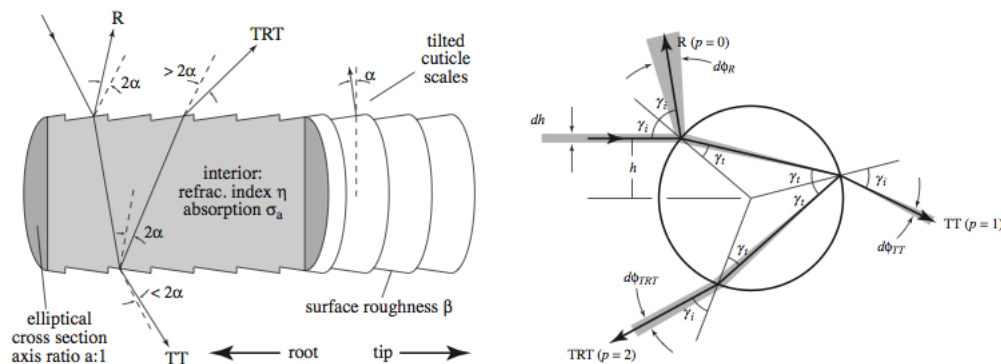 R
TRT
2α
> 2α
tilted
cuticle
scales
α
interior:
refrac. index η
absorption σa
2α
< 2α
TT
elliptical
cross section
axis ratio a:1
surface roughness β
root
tip
R (p = 0)
dϕR
dh
γi
γi
γt
h
γt
γt
γi
TT (p = 1)
dϕTT
γt
dϕTRT
γi
TRT (p = 2)